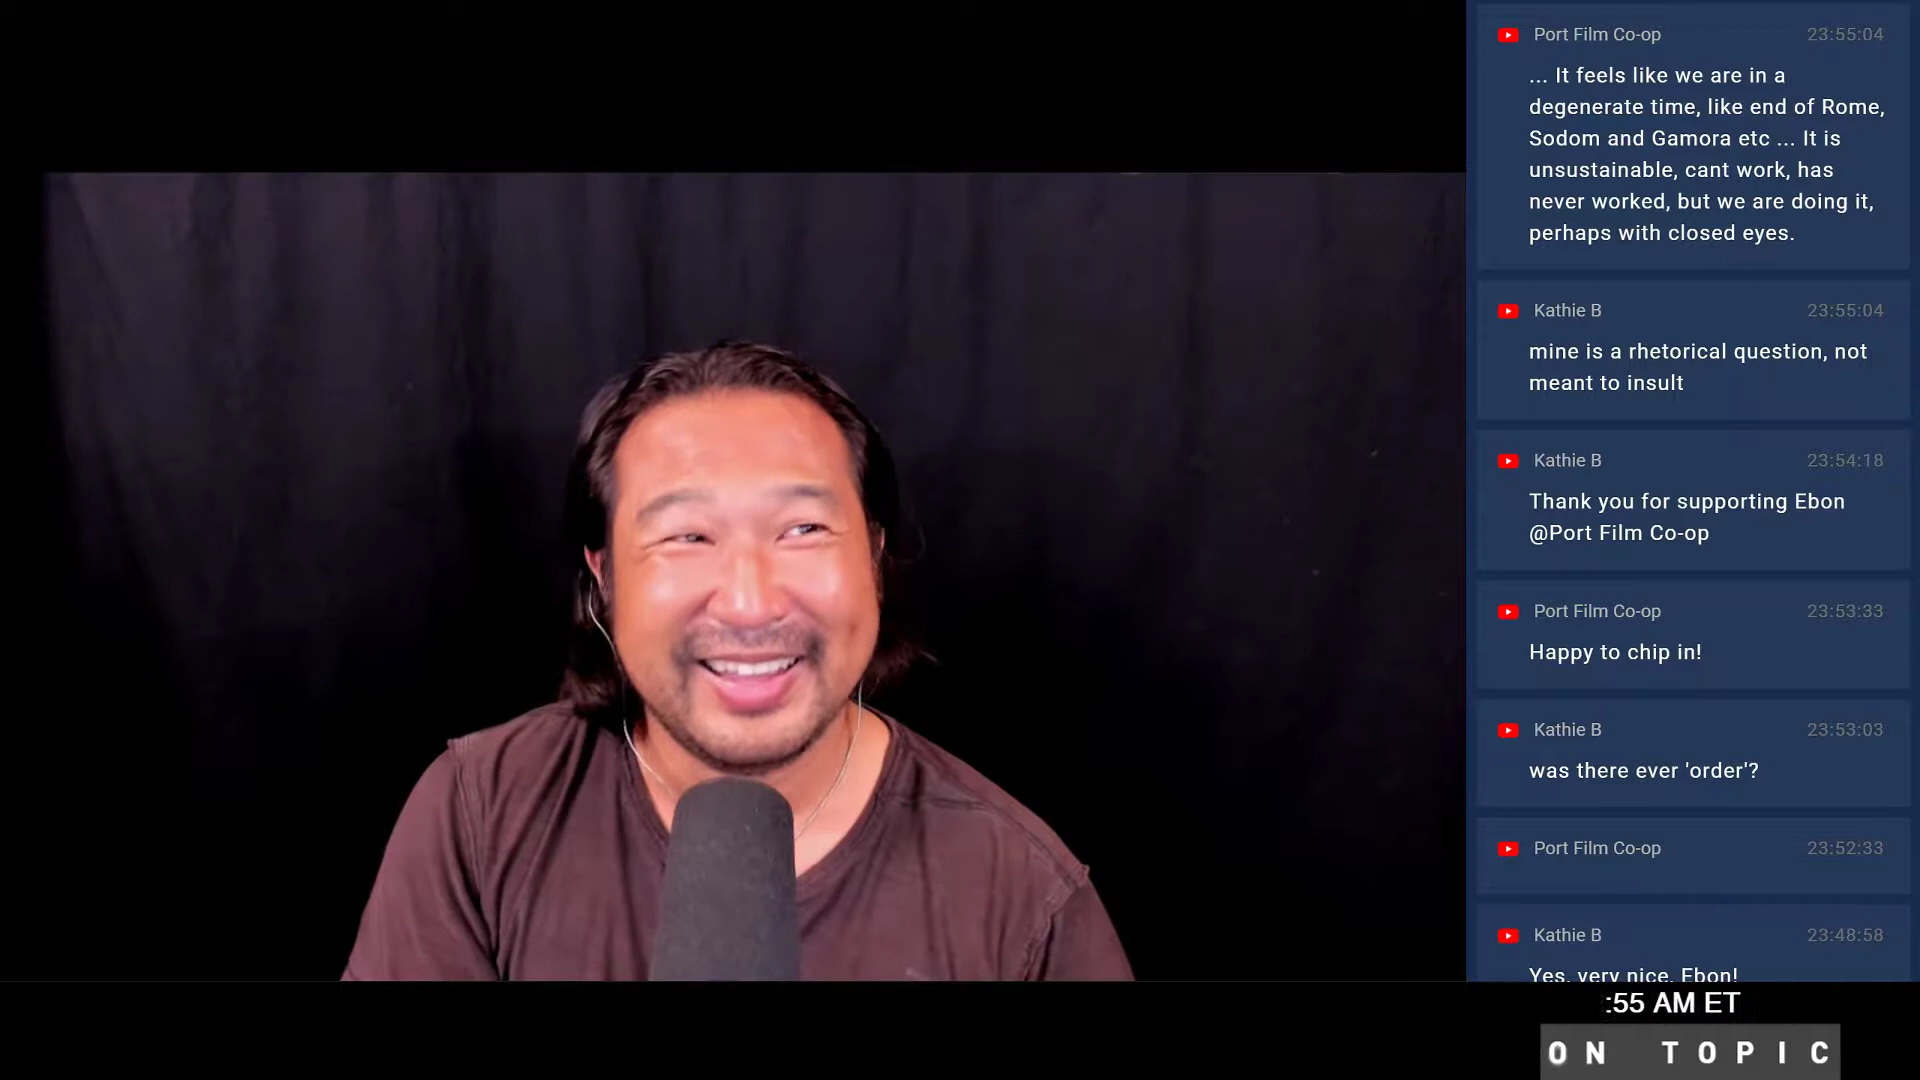 Port Film Co-op 23:55:04
... It feels like we are in a
degenerate time, like end of Rome,
Sodom and Gamora etc ... It is
unsustainable, cant work, has
never worked, but we are doing it,
perhaps with closed eyes.
Kathie B 23:55:04
mine is a rhetorical question, not
meant to insult
Kathie B 23:54:18
Thank you for supporting Ebon
@Port Film Co-op
Port Film Co-op 23:53:33
Happy to chip in!
Kathie B 23:53:03
was there ever 'order'?
Port Film Co-op 23:52:33
Kathie B 23:48:58
Yes, very nice, Ebon!
:55 AM ET
ON TOPIC